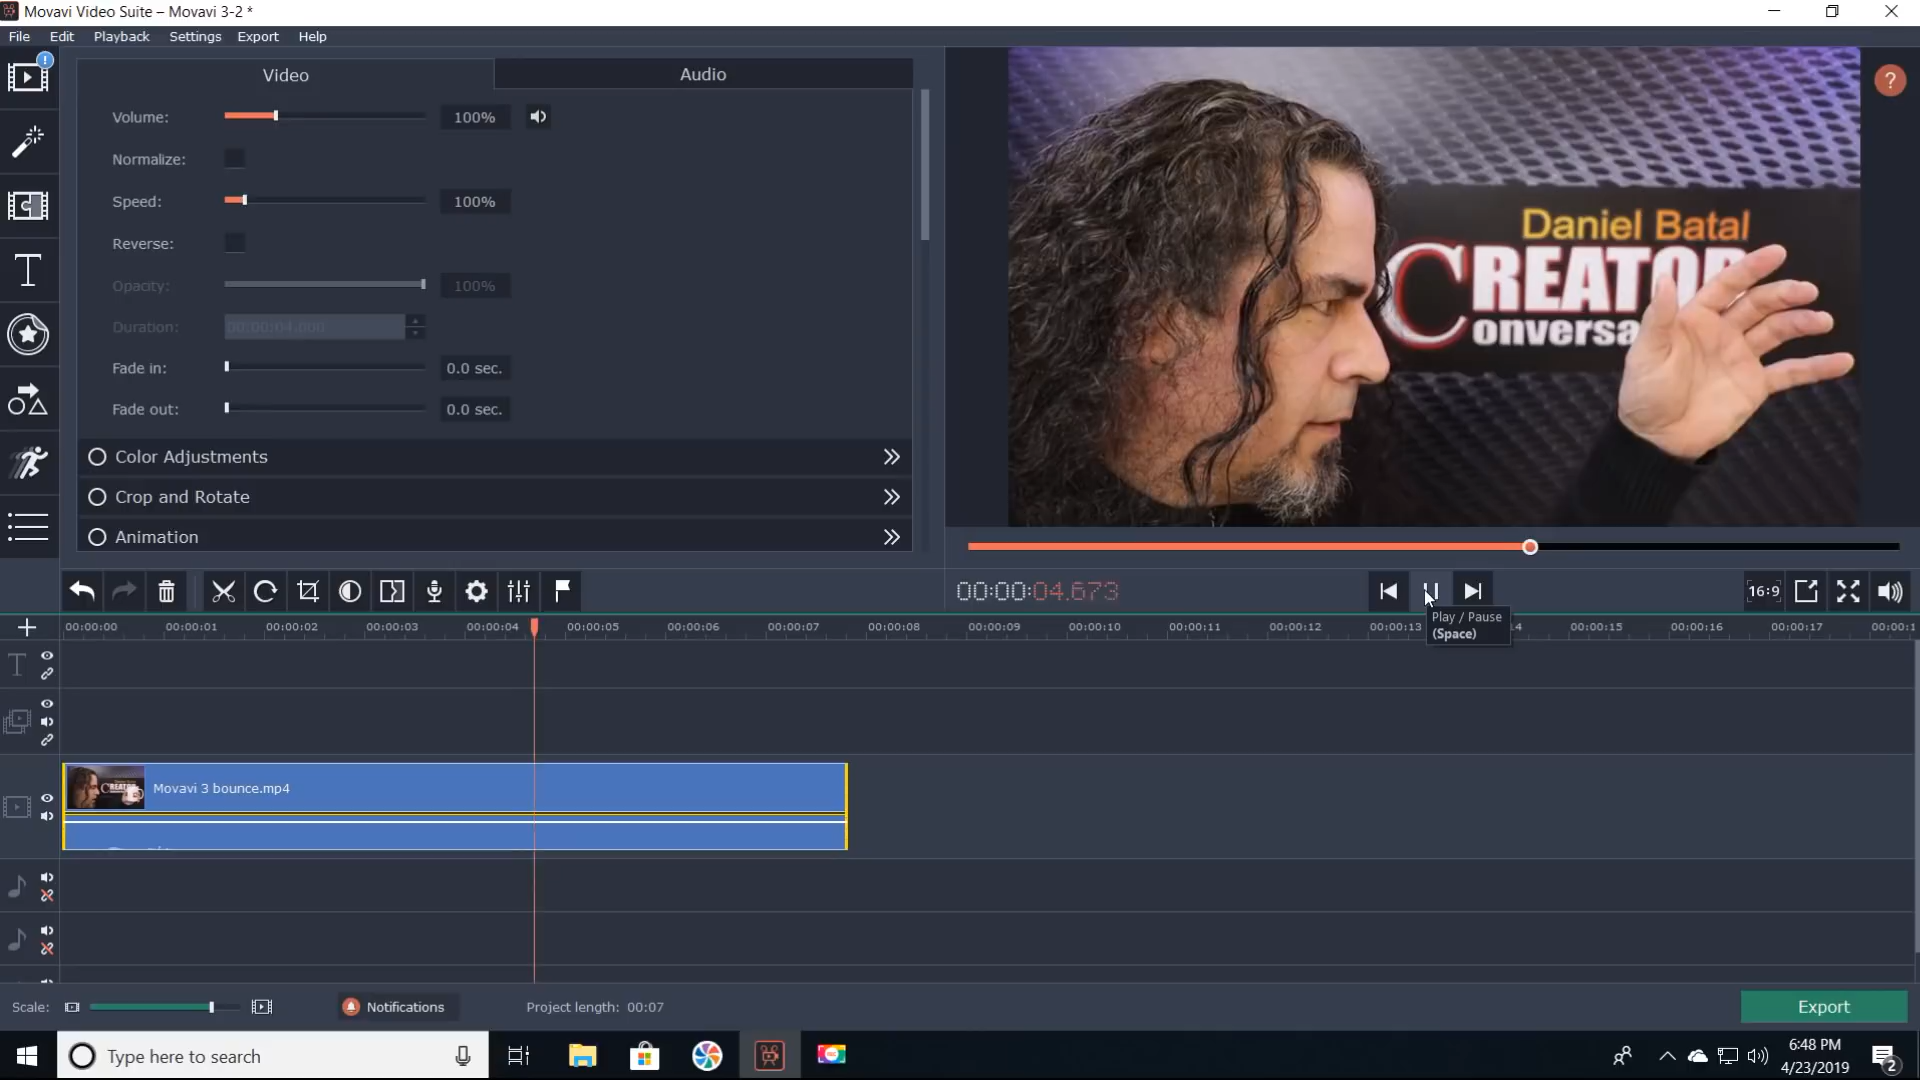 Movavi Video Suite – Movavi 3-2 *
File Edit Playback Settings Export Help
Video Audio
Volume: 100%
Normalize:
Speed: 100%
Reverse:
Opacity: 100%
Duration: 00:00:04.000
Fade in: 0.0 sec.
Fade out: 0.0 sec.
Color Adjustments
Crop and Rotate
Animation
Daniel Batal
CREATOR
onversa
?
00:00:04.673
16:9
Play / Pause
(Space)
00:00:00 00:00:01 00:00:02 00:00:03 00:00:04 00:00:05 00:00:06 00:00:07 00:00:08 00:00:09 00:00:10 00:00:11 00:00:12 00:00:13 14 00:00:15 00:00:16 00:00:17 00:00:1
Movavi 3 bounce.mp4
Scale: Notifications Project length: 00:07 Export
Type here to search
6:48 PM
4/23/2019
2